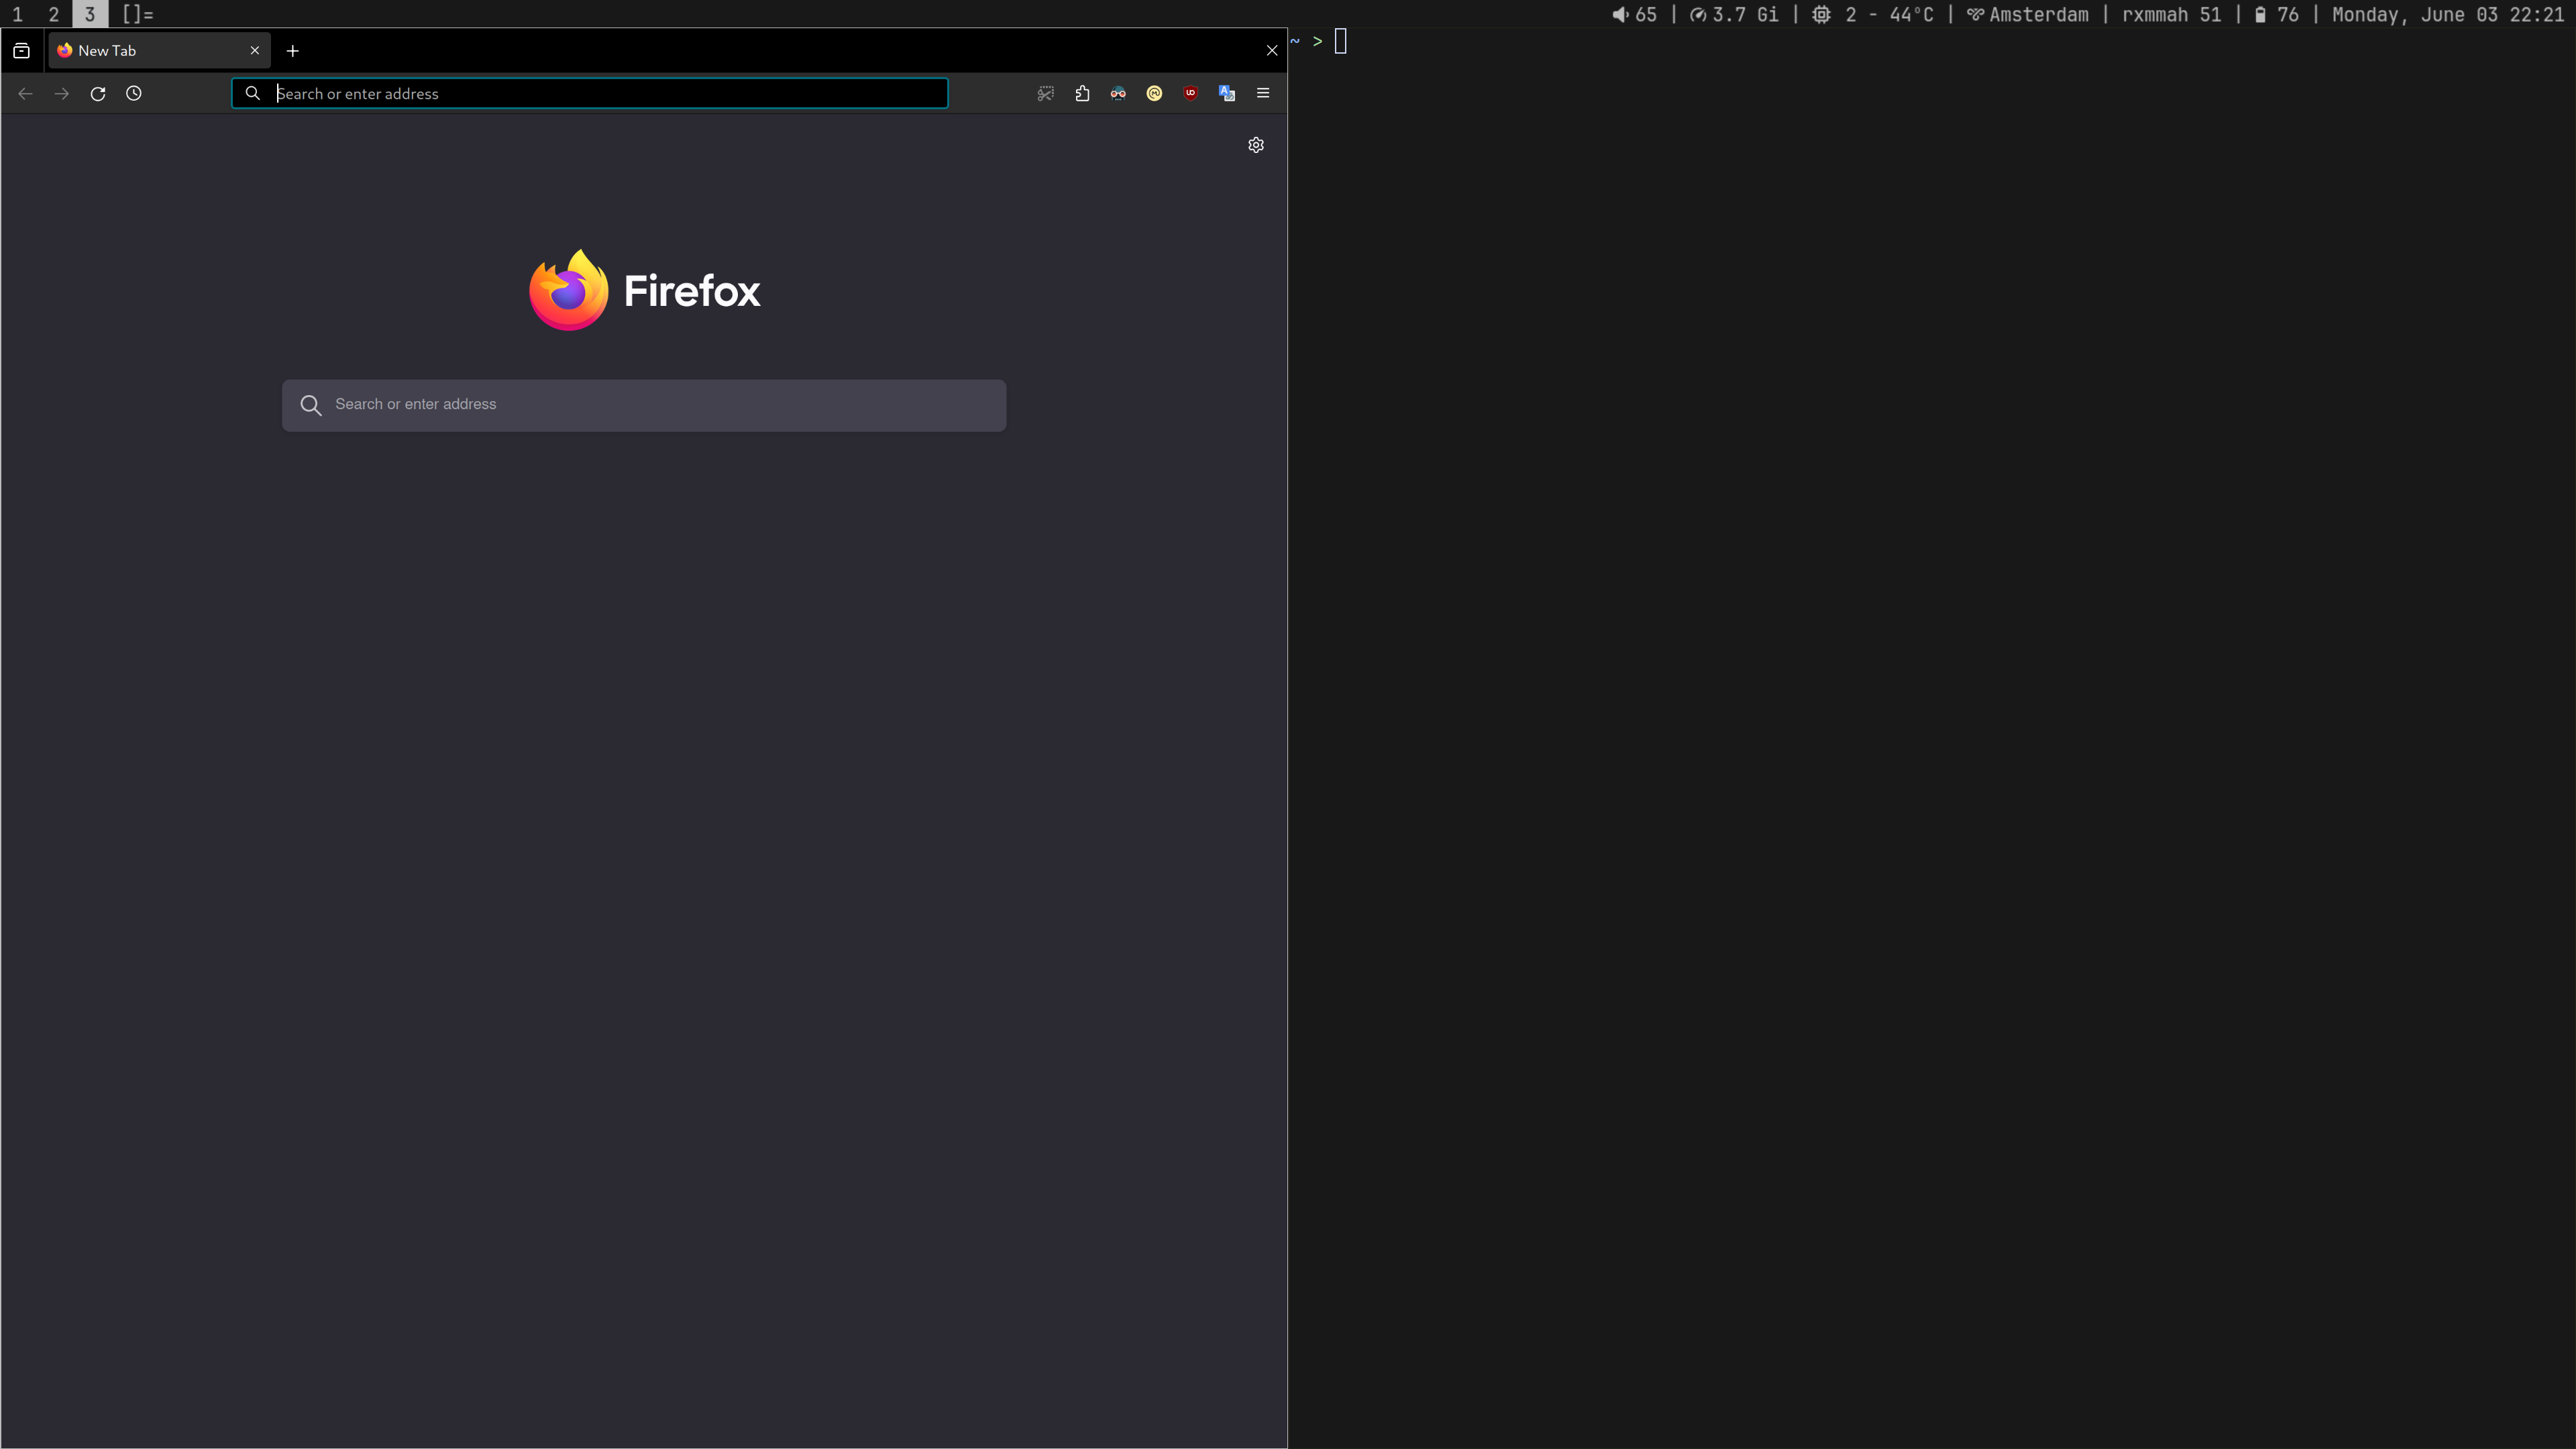 1 2 3 []= 65 | 3.7 Gi | 2 - 44°C | Amsterdam | rxmmah 51 | 76 | Monday, June 03 22:21
New Tab
~ >
Search or enter address
Firefox
Search or enter address